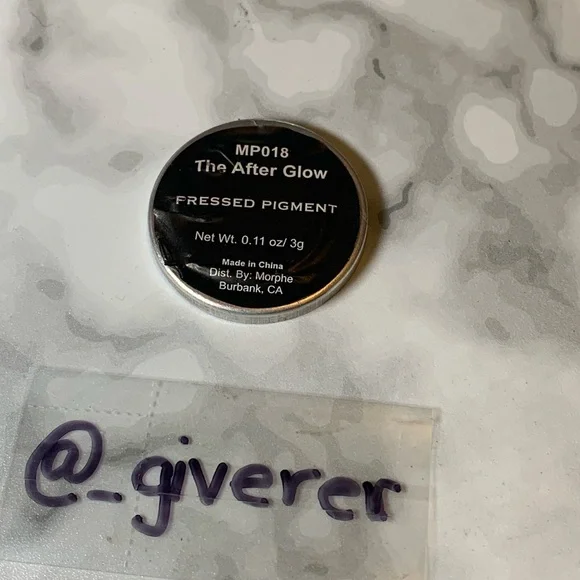 MP018
The After Glow
PRESSED PIGMENT
Net Wt. 0.11 oz/ 3g
Made in China
Dist. By: Morphe
Burbank, CA
@_giverer